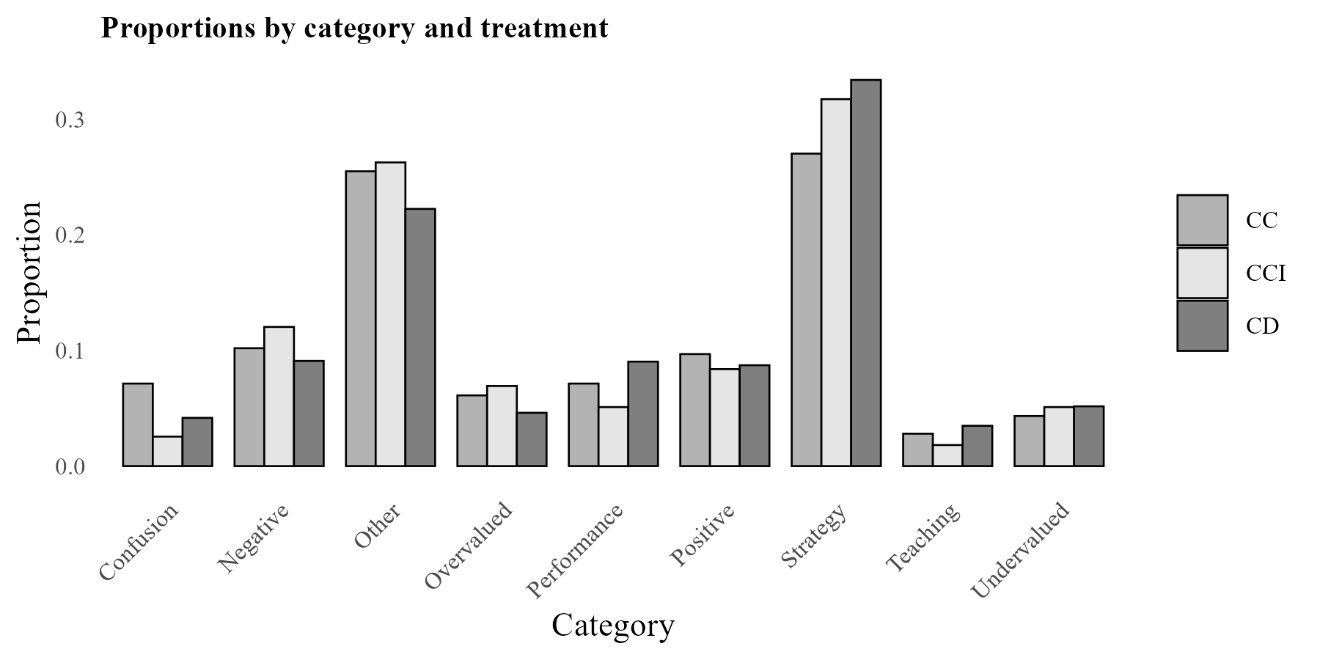 Proportions by category and treatment
Proportion
0.3
0.2
0.1
0.0
Confusion
Negative
Other
Overvalued
Performance
Positive
Strategy
Teaching
Undervalued
Category
CC
CCI
CD